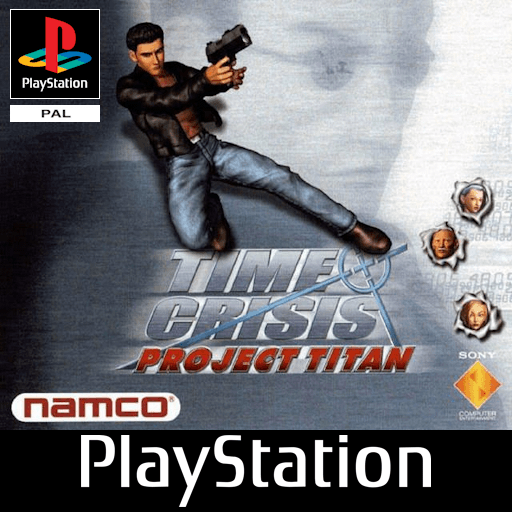 PlayStation
PAL
TIME
CRISIS
PROJECT TITAN
SONY
namco®
COMPUTER
ENTERTAINMENT
PlayStation